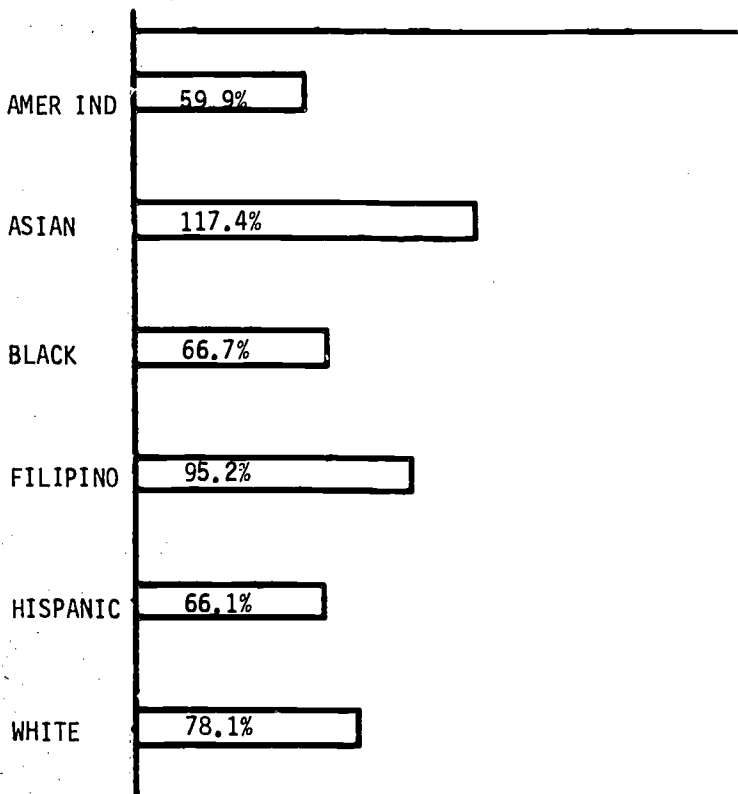 AMER IND 59.9%
ASIAN 117.4%
BLACK 66.7%
FILIPINO 95.2%
HISPANIC 66.1%
WHITE 78.1%